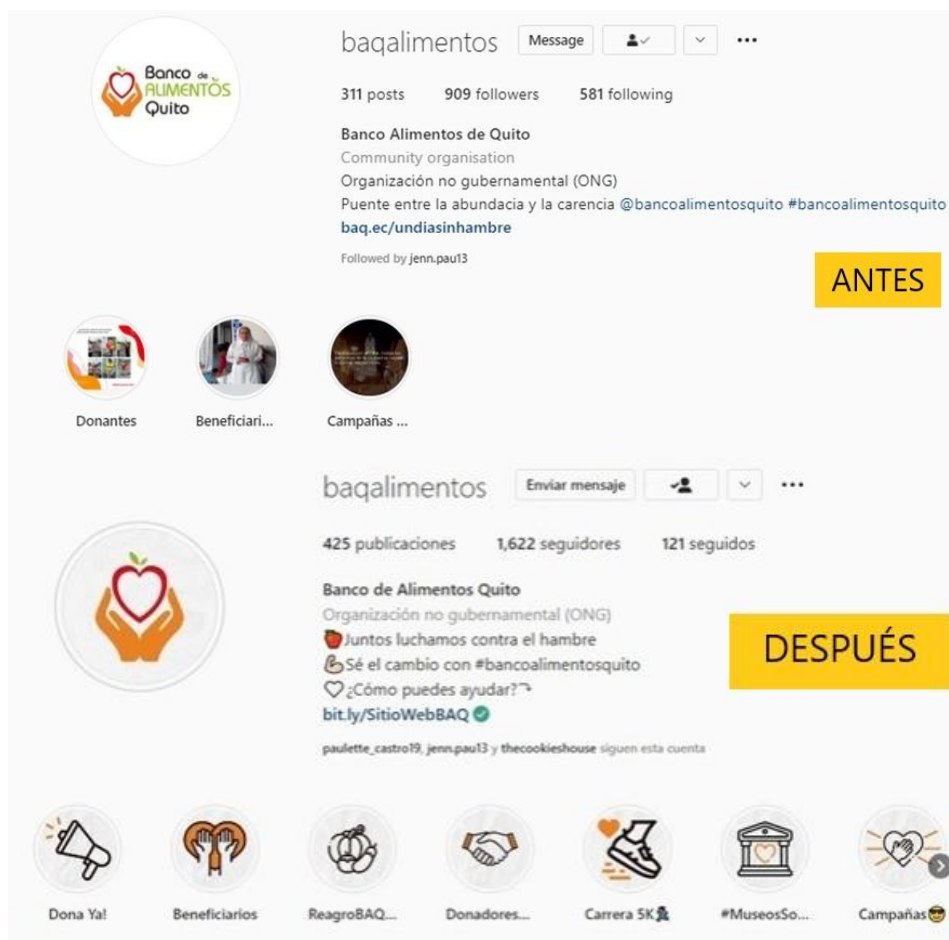 Banco de
ALIMENTOS
Quito
baqalimentos Message
311 posts 909 followers 581 following
Banco Alimentos de Quito
Community organisation
Organización no gubernamental (ONG)
Puente entre la abundacia y la carencia @bancoalimentosquito #bancoalimentosquito
baq.ec/undiasinhambre
Followed by jenn.pau13
ANTES
Donantes Beneficiari... Campañas ...
baqalimentos Enviar mensaje
425 publicaciones 1,622 seguidores 121 seguidos
Banco de Alimentos Quito
Organización no gubernamental (ONG)
🍎Juntos luchamos contra el hambre
💪Sé el cambio con #bancoalimentosquito
🤍¿Cómo puedes ayudar?⤵
bit.ly/SitioWebBAQ
DESPUÉS
paulette_castro19, jenn.pau13 y thecookieshouse siguen esta cuenta
Dona Ya! Beneficiarios ReagroBAQ... Donadores... Carrera 5K🏃 #MuseosSo... Campañas😎